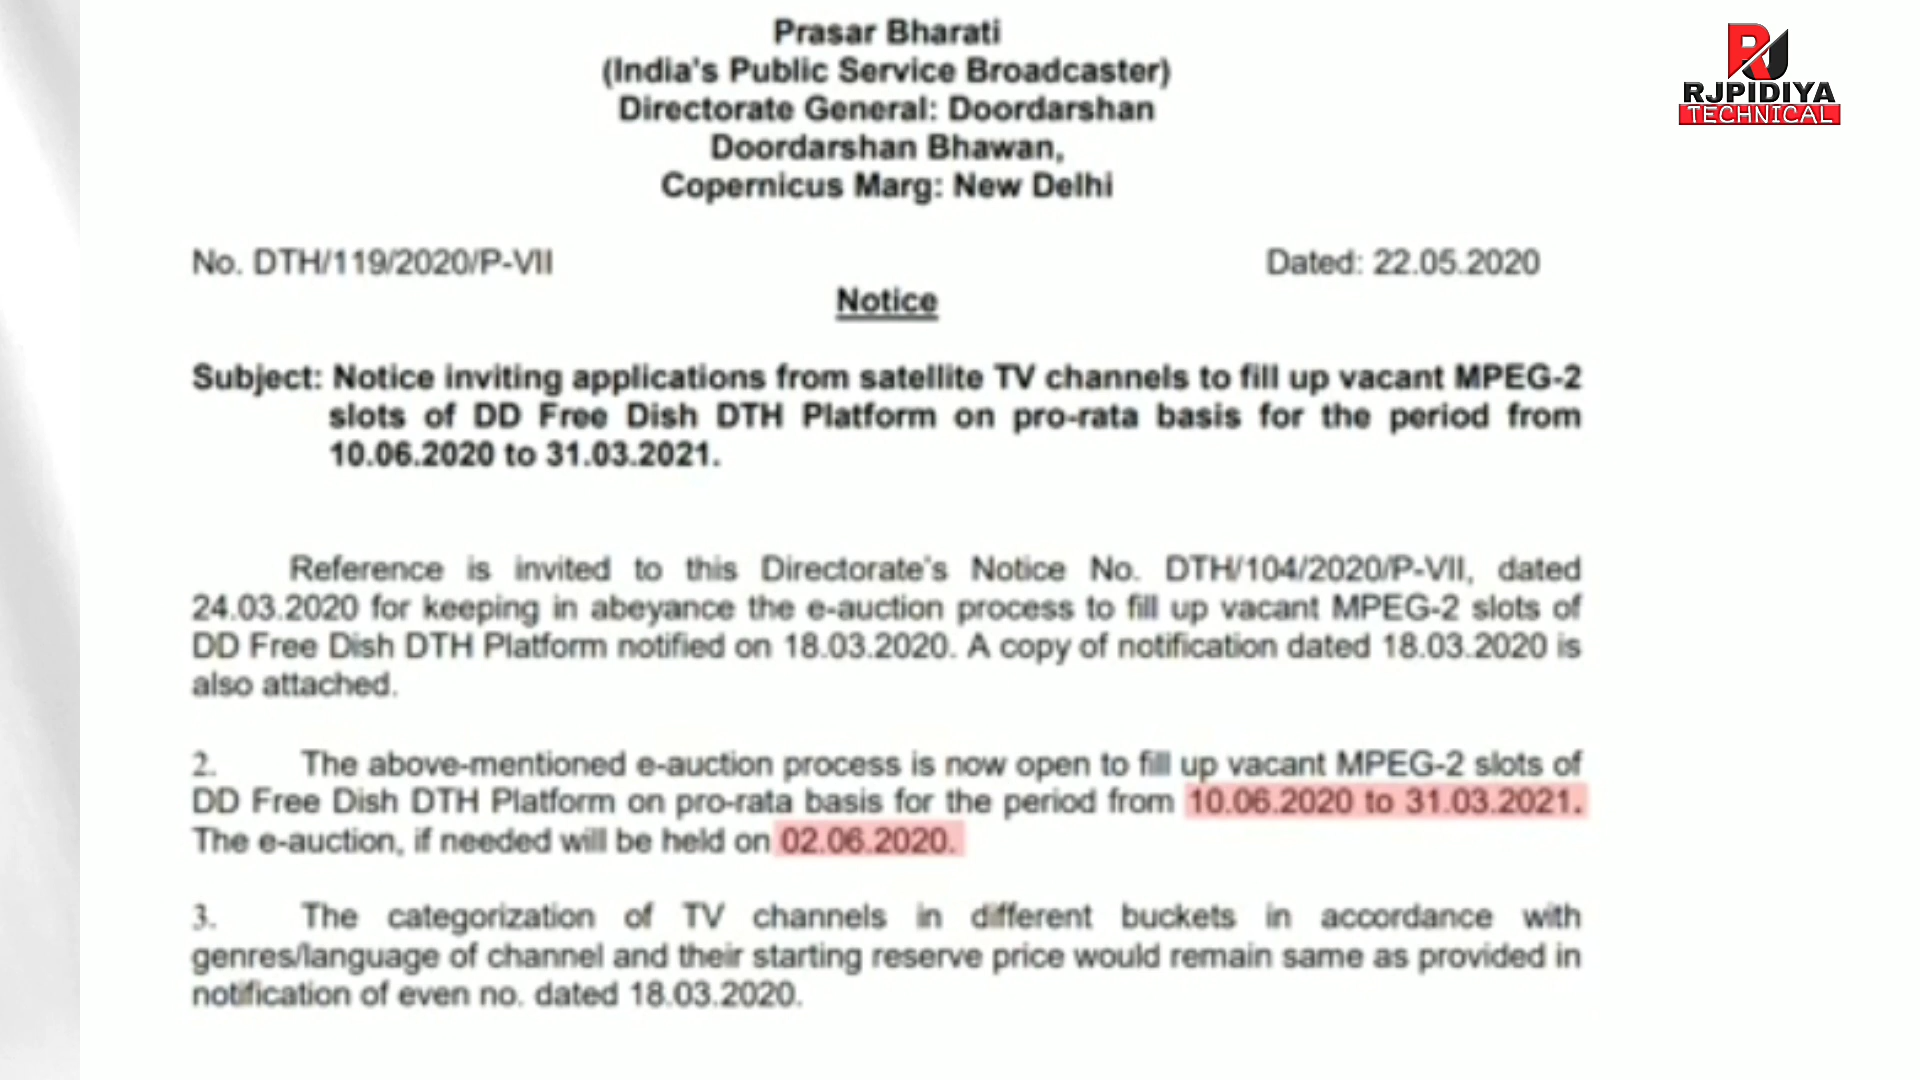 Prasar Bharati
(India's Public Service Broadcaster)
Directorate General: Doordarshan
Doordarshan Bhawan,
Copernicus Marg: New Delhi
RJ
RJPIDIYA
TECHNICAL
No. DTH/119/2020/P-VII Dated: 22.05.2020
Notice
Subject: Notice inviting applications from satellite TV channels to fill up vacant MPEG-2
slots of DD Free Dish DTH Platform on pro-rata basis for the period from
10.06.2020 to 31.03.2021.
Reference is invited to this Directorate's Notice No. DTH/104/2020/P-VII, dated
24.03.2020 for keeping in abeyance the e-auction process to fill up vacant MPEG-2 slots of
DD Free Dish DTH Platform notified on 18.03.2020. A copy of notification dated 18.03.2020 is
also attached.
2. The above-mentioned e-auction process is now open to fill up vacant MPEG-2 slots of
DD Free Dish DTH Platform on pro-rata basis for the period from 10.06.2020 to 31.03.2021.
The e-auction, if needed will be held on 02.06.2020.
3. The categorization of TV channels in different buckets in accordance with
genres/language of channel and their starting reserve price would remain same as provided in
notification of even no. dated 18.03.2020.